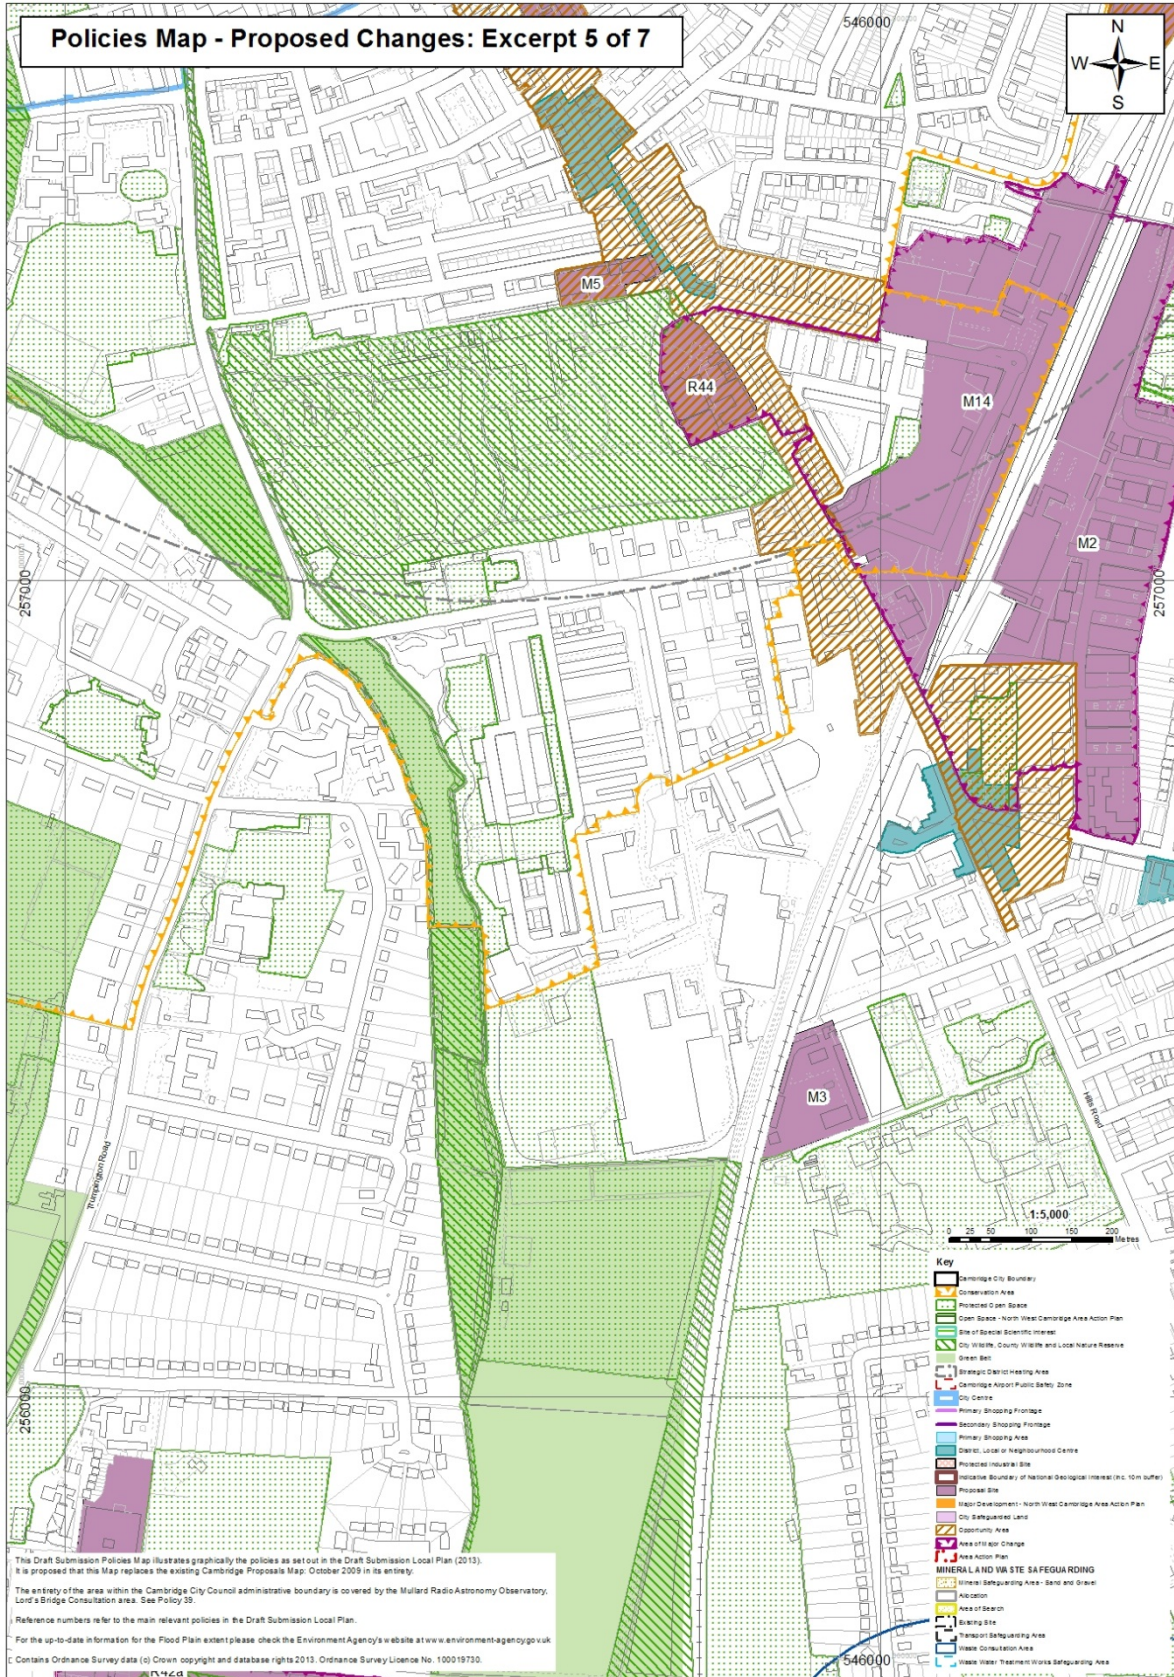 Policies Map - Proposed Changes: Excerpt 5 of 7
546000
N
W E
S
M5
R44
M14
M2
257000
257000
M3
Hills Road
Trumpington Road
1:5,000
0 25 50 100 150 200
Metres
Key
Cambridge City Boundary
Conservation Area
Protected Open Space
Open Space - North West Cambridge Area Action Plan
Site of Special Scientific Interest
City Wildlife, County Wildlife and Local Nature Reserve
Green Belt
Strategic District Heating Area
Cambridge Airport Public Safety Zone
City Centre
Primary Shopping Frontage
Secondary Shopping Frontage
Primary Shopping Area
District, Local or Neighbourhood Centre
Protected Industrial Site
Indicative Boundary of National Geological Interest (inc. 10m buffer)
Proposal Site
Major Development - North West Cambridge Area Action Plan
City Safeguarded Land
Opportunity Area
Area of Major Change
Area Action Plan
MINERAL AND WASTE SAFEGUARDING
Mineral Safeguarding Area - Sand and Gravel
Allocation
Area of Search
Existing Site
Transport Safeguarding Area
Waste Consultation Area
Waste Water Treatment Works Safeguarding Area
256000
This Draft Submission Policies Map illustrates graphically the policies as set out in the Draft Submission Local Plan (2013).
It is proposed that this Map replaces the existing Cambridge Proposals Map: October 2009 in its entirety.
The entirety of the area within the Cambridge City Council administrative boundary is covered by the Mullard Radio Astronomy Observatory,
Lord's Bridge Consultation area. See Policy 39.
Reference numbers refer to the main relevant policies in the Draft Submission Local Plan.
For the up-to-date information for the Flood Plain extent please check the Environment Agency's website at www.environment-agency.gov.uk
Contains Ordnance Survey data (c) Crown copyright and database rights 2013. Ordnance Survey Licence No. 100019730.
R42a
546000